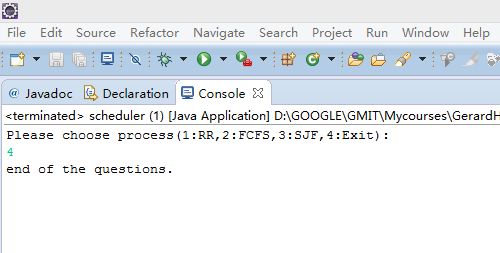 File Edit Source Refactor Navigate Search Project Run Window Help
@ Javadoc Declaration Console
<terminated> scheduler (1) [Java Application] D:\GOOGLE\GMIT\Mycourses\GerardH
Please choose process(1:RR,2:FCFS,3:SJF,4:Exit):
4
end of the questions.